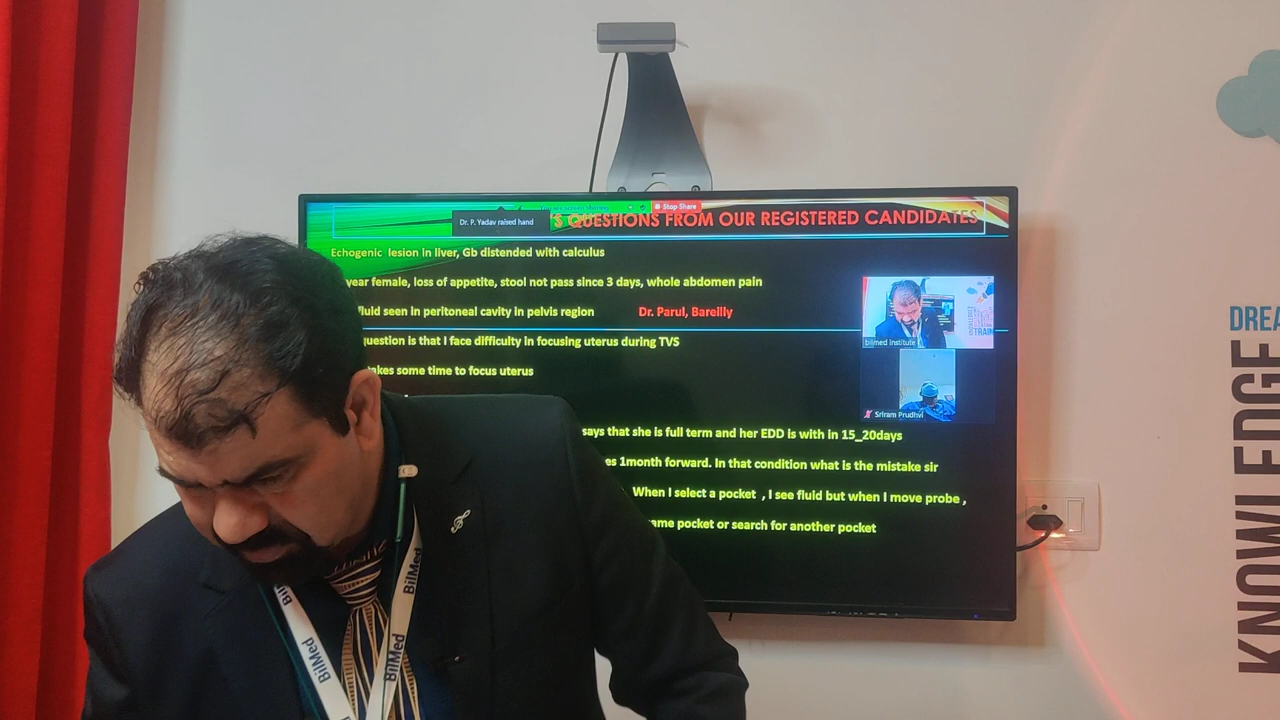 Stop Share
Dr. P. Yadav raised hand
'S QUESTIONS FROM OUR REGISTERED CANDIDATES
Echogenic lesion in liver, Gb distended with calculus
year female, loss of appetite, stool not pass since 3 days, whole abdomen pain
fluid seen in peritoneal cavity in pelvis region Dr. Parul, Bareilly
question is that I face difficulty in focusing uterus during TVS
takes some time to focus uterus
says that she is full term and her EDD is with in 15_20days
es 1month forward. In that condition what is the mistake sir
When I select a pocket , I see fluid but when I move probe ,
ame pocket or search for another pocket
bilmed Institute
Sriram Prudhvi
BilMed
BilMed
BilMed
DREA
KNOWLEDGE